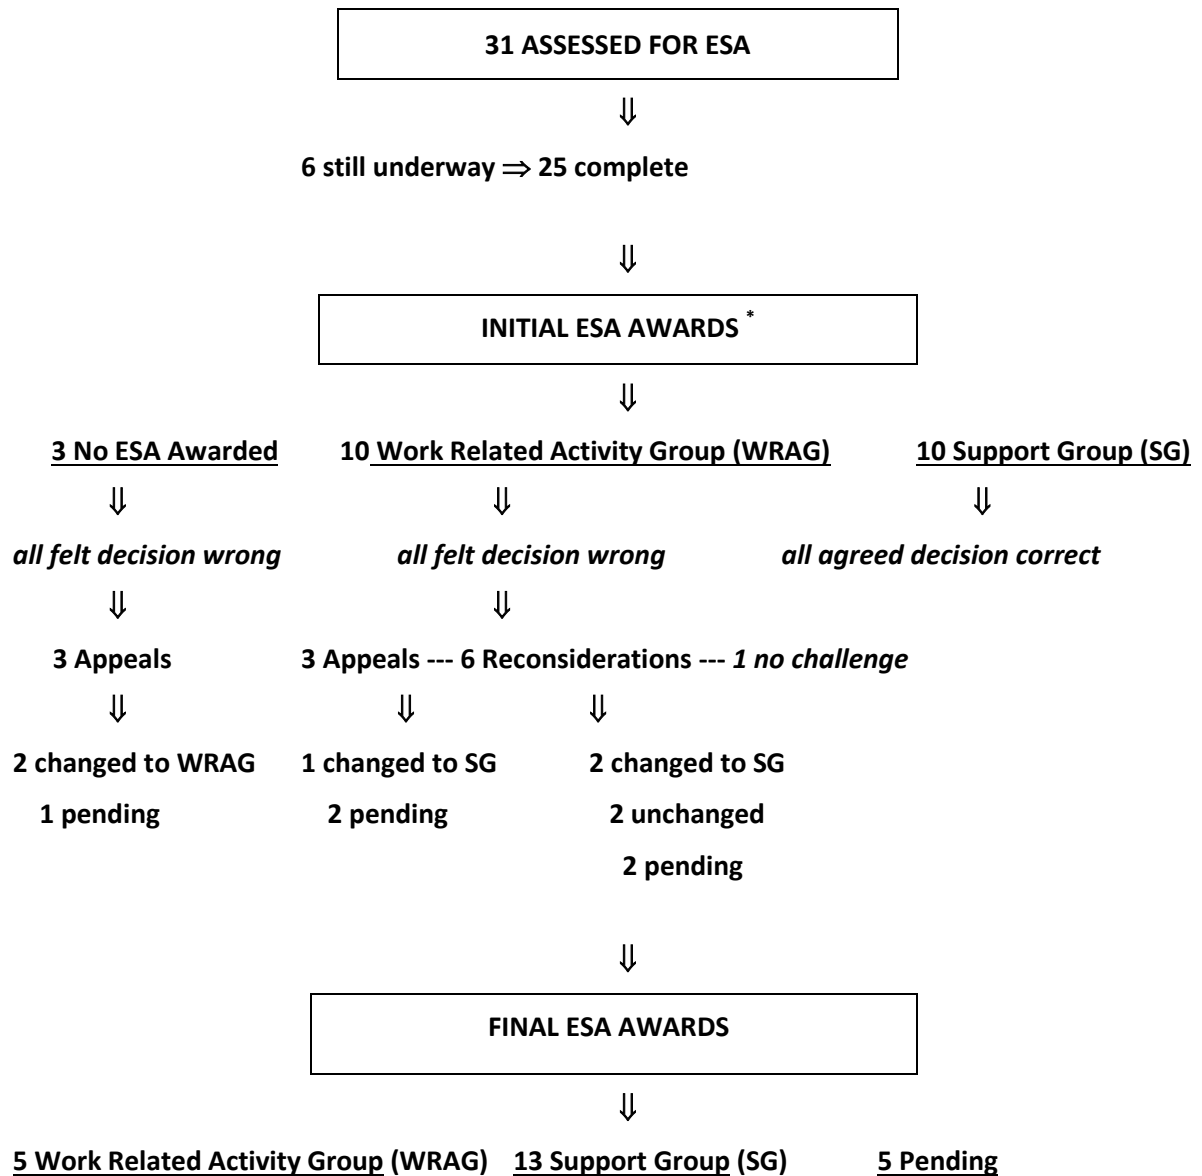 31 ASSESSED FOR ESA
⇓
6 still underway ⇒ 25 complete
⇓
INITIAL ESA AWARDS *
⇓
3 No ESA Awarded 10 Work Related Activity Group (WRAG) 10 Support Group (SG)
⇓ ⇓ ⇓
all felt decision wrong all felt decision wrong all agreed decision correct
⇓ ⇓
3 Appeals 3 Appeals --- 6 Reconsiderations --- 1 no challenge
⇓ ⇓ ⇓
2 changed to WRAG 1 changed to SG 2 changed to SG
1 pending 2 pending 2 unchanged
2 pending
⇓
FINAL ESA AWARDS
⇓
5 Work Related Activity Group (WRAG) 13 Support Group (SG) 5 Pending